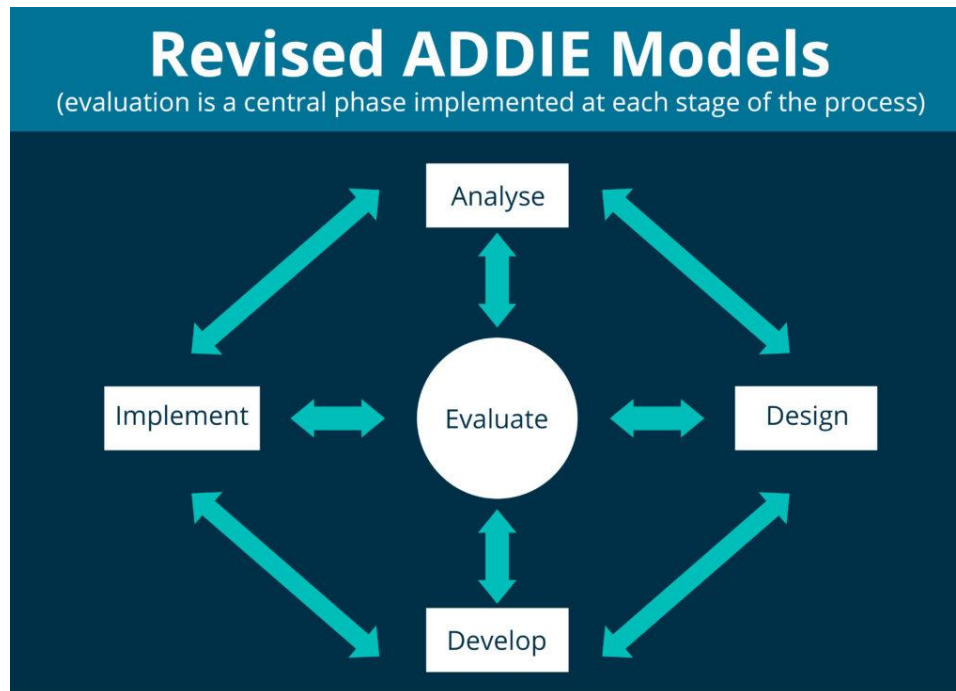 Revised ADDIE Models
(evaluation is a central phase implemented at each stage of the process)
Analyse
Implement
Evaluate
Design
Develop